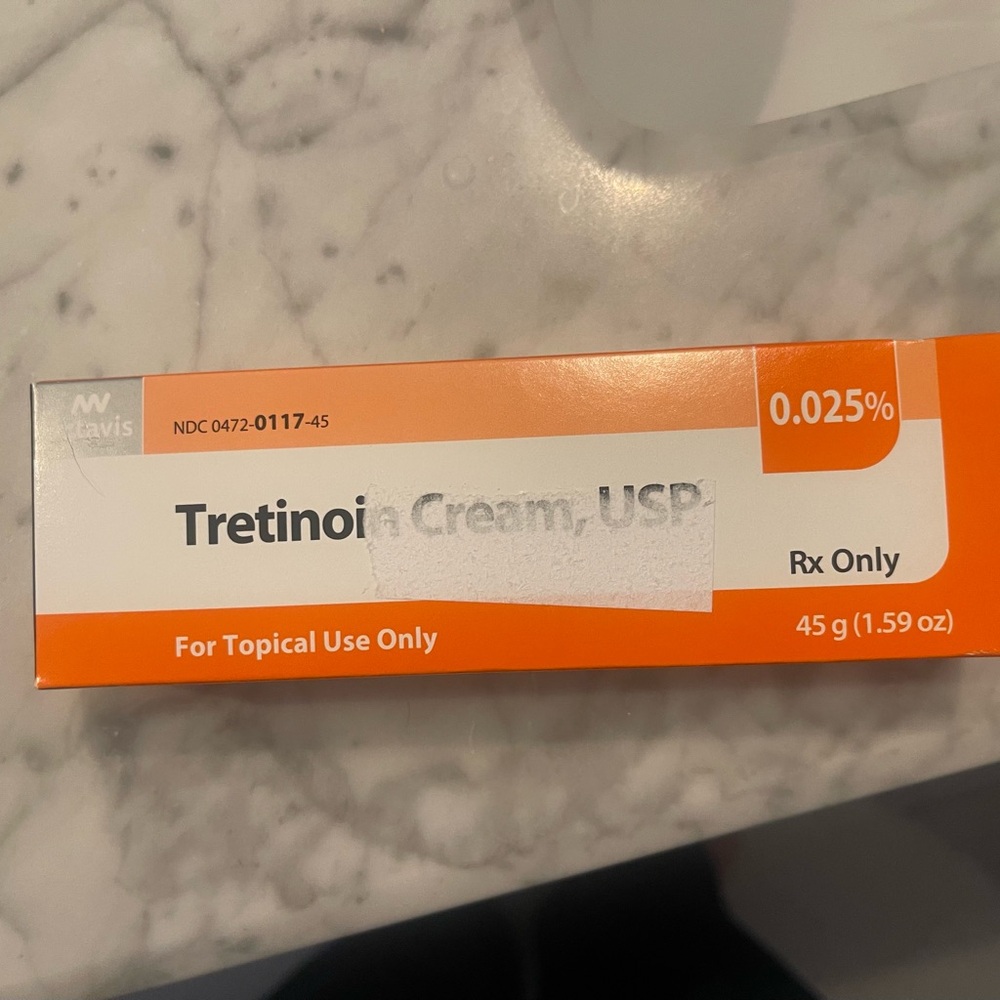 tavis
NDC 0472-0117-45
0.025%
Tretinoin Cream, USP
Rx Only
For Topical Use Only
45 g (1.59 oz)